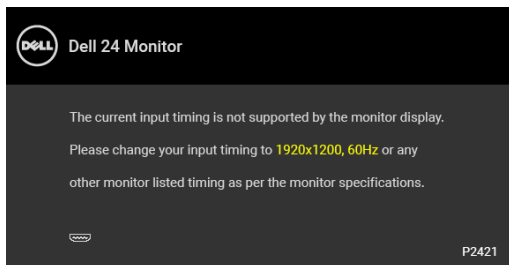 DELL
Dell 24 Monitor
The current input timing is not supported by the monitor display.
Please change your input timing to 1920x1200, 60Hz or any
other monitor listed timing as per the monitor specifications.
P2421